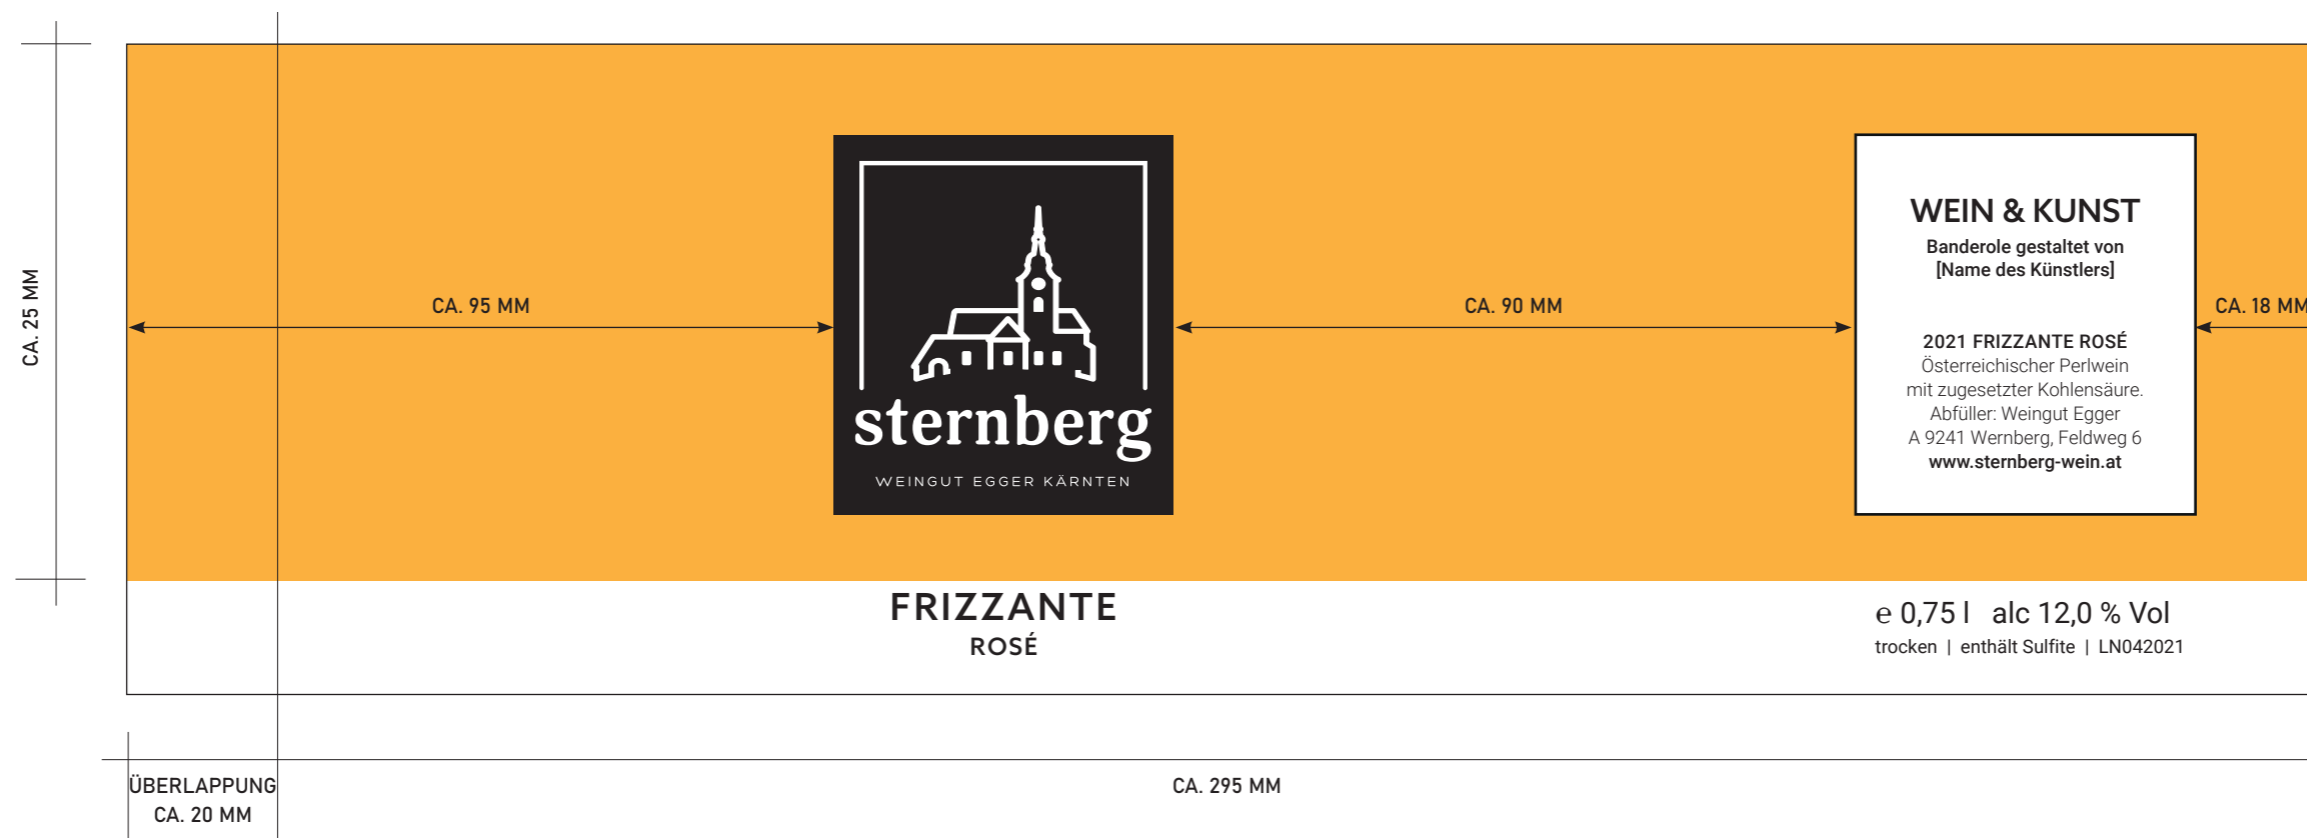 CA. 25 MM
CA. 95 MM
sternberg
WEINGUT EGGER KÄRNTEN
CA. 90 MM
WEIN & KUNST
Banderole gestaltet von
[Name des Künstlers]
2021 FRIZZANTE ROSÉ
Österreichischer Perlwein
mit zugesetzter Kohlensäure.
Abfüller: Weingut Egger
A 9241 Wernberg, Feldweg 6
www.sternberg-wein.at
CA. 18 MM
FRIZZANTE
ROSÉ
℮ 0,75 l alc 12,0 % Vol
trocken | enthält Sulfite | LN042021
ÜBERLAPPUNG
CA. 20 MM
CA. 295 MM